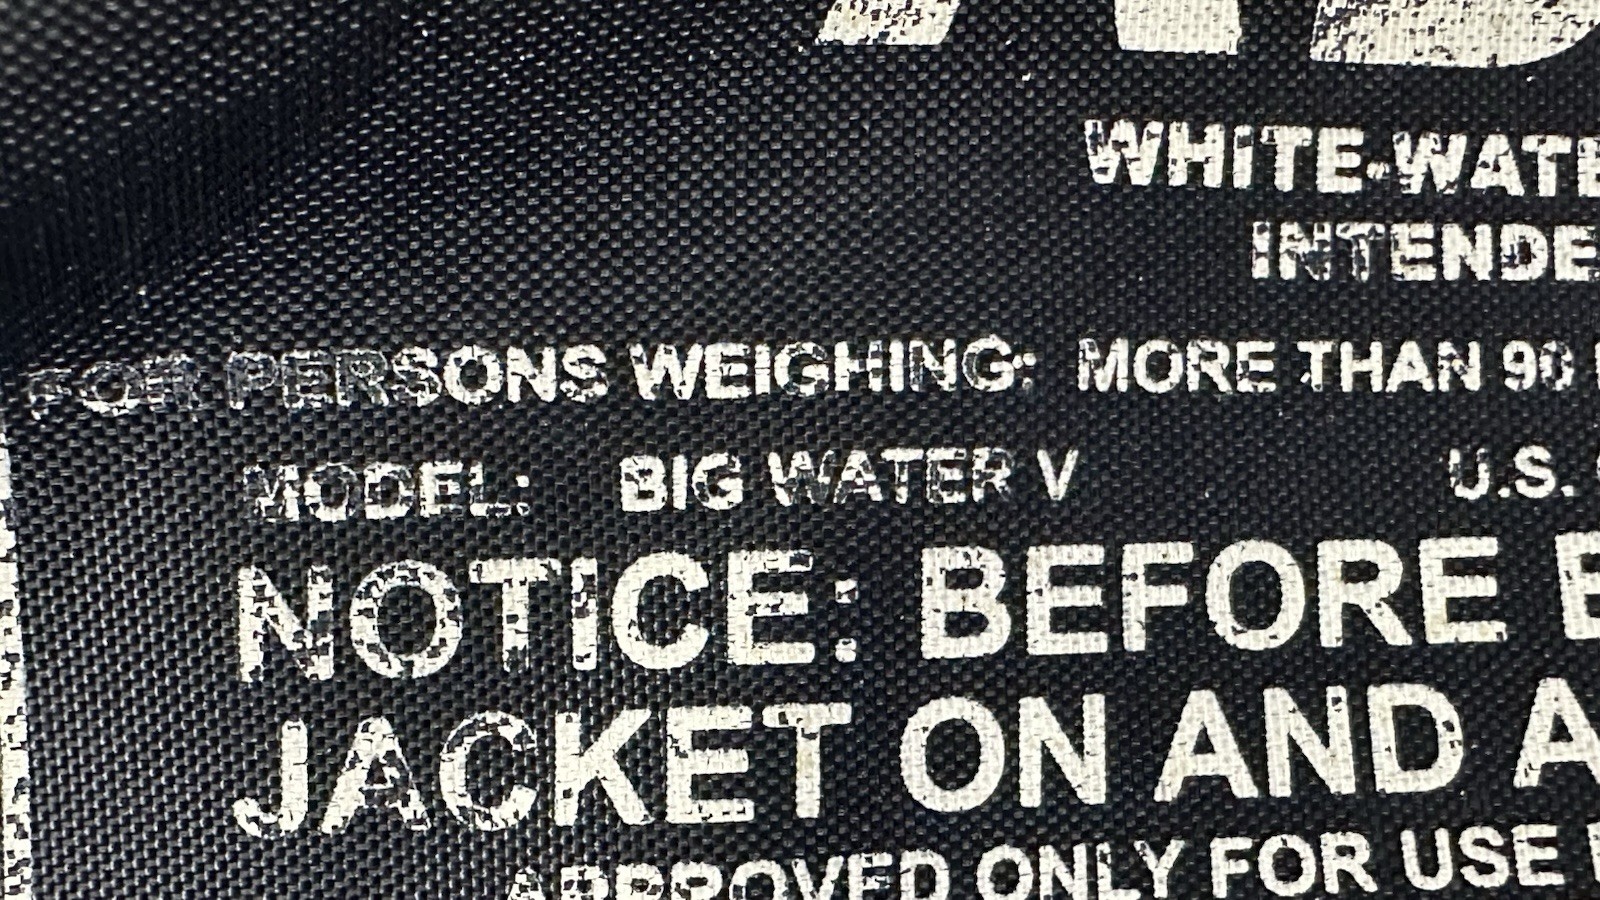 WHITE-WATE
INTENDE
FOR PERSONS WEIGHING: MORE THAN 90
MODEL: BIG WATER V U.S.
NOTICE: BEFORE
JACKET ON AND A
APPROVED ONLY FOR USE